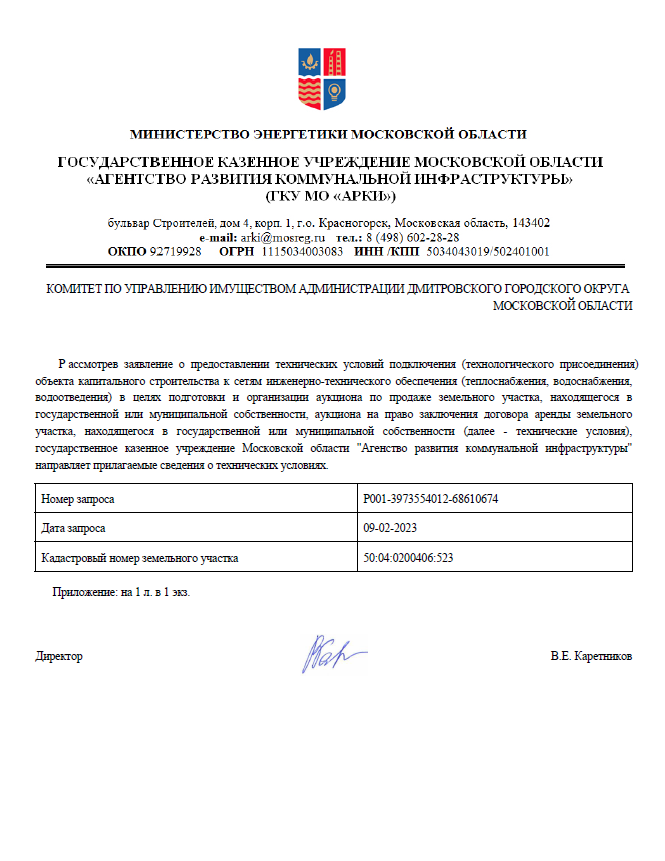 МИНИСТЕРСТВО ЭНЕРГЕТИКИ МОСКОВСКОЙ ОБЛАСТИ
ГОСУДАРСТВЕННОЕ КАЗЕННОЕ УЧРЕЖДЕНИЕ МОСКОВСКОЙ ОБЛАСТИ
«АГЕНТСТВО РАЗВИТИЯ КОММУНАЛЬНОЙ ИНФРАСТРУКТУРЫ»
(ГКУ МО «АРКИ»)
бульвар Строителей, дом 4, корп. 1, г.о. Красногорск, Московская область, 143402
e-mail: arki@mosreg.ru тел.: 8 (498) 602-28-28
ОКПО 92719928 ОГРН 1115034003083 ИНН /КПП 5034043019/502401001
КОМИТЕТ ПО УПРАВЛЕНИЮ ИМУЩЕСТВОМ АДМИНИСТРАЦИИ ДМИТРОВСКОГО ГОРОДСКОГО ОКРУГА
МОСКОВСКОЙ ОБЛАСТИ
Рассмотрев заявление о предоставлении технических условий подключения (технологического присоединения)
объекта капитального строительства к сетям инженерно-технического обеспечения (теплоснабжения, водоснабжения,
водоотведения) в целях подготовки и организации аукциона по продаже земельного участка, находящегося в
государственной или муниципальной собственности, аукциона на право заключения договора аренды земельного
участка, находящегося в государственной или муниципальной собственности (далее - технические условия),
государственное казенное учреждение Московской области "Агенство развития коммунальной инфраструктуры"
направляет прилагаемые сведения о технических условиях.
Номер запроса P001-3973554012-68610674
Дата запроса 09-02-2023
Кадастровый номер земельного участка 50:04:0200406:523
Приложение: на 1 л. в 1 экз.
Директор В.Е. Каретников